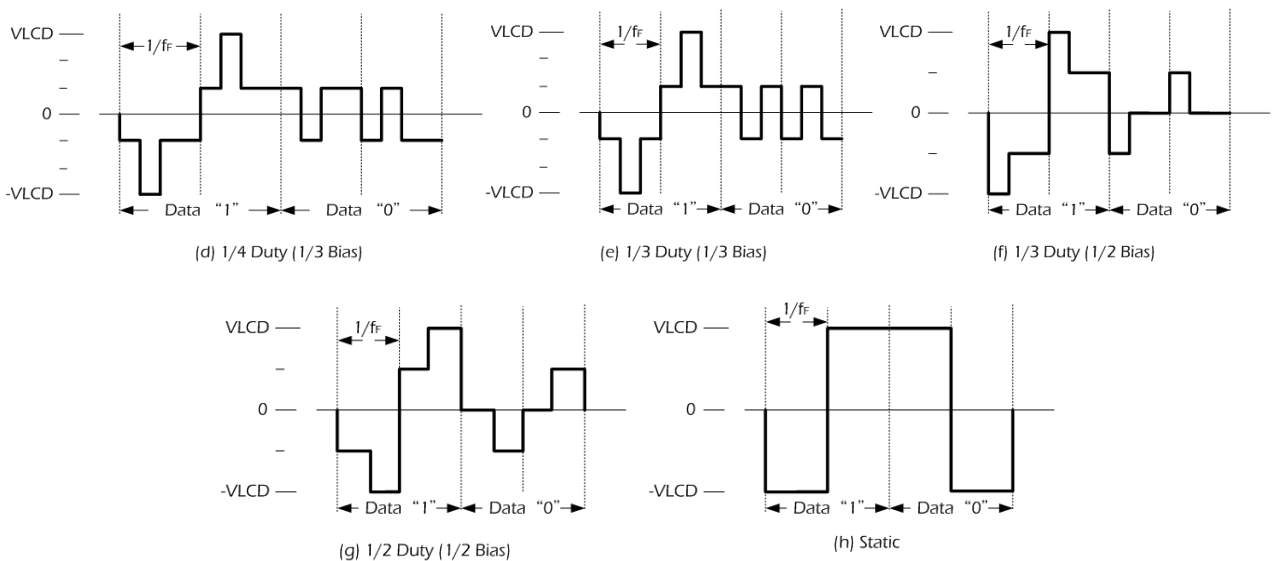 VLCD
1/fF
0
-VLCD
Data "1"
Data "0"
(d) 1/4 Duty (1/3 Bias)
VLCD
1/fF
0
-VLCD
Data "1"
Data "0"
(e) 1/3 Duty (1/3 Bias)
VLCD
1/fF
0
-VLCD
Data "1"
Data "0"
(f) 1/3 Duty (1/2 Bias)
VLCD
1/fF
0
-VLCD
Data "1"
Data "0"
(g) 1/2 Duty (1/2 Bias)
1/fF
VLCD
0
-VLCD
Data "1"
Data "0"
(h) Static